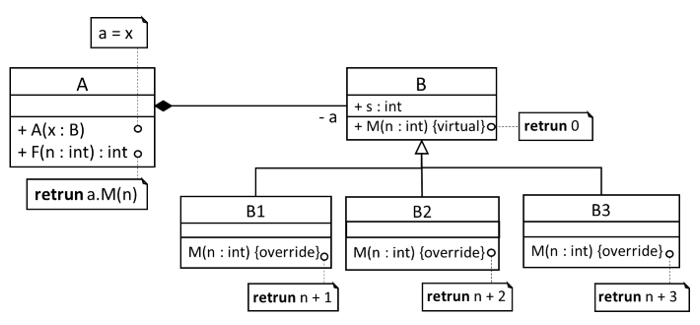 a = x
A
+ A(x : B)
+ F(n : int) : int
retrun a.M(n)
- a
B
+ s : int
+ M(n : int) {virtual}
retrun 0
B1
M(n : int) {override}
retrun n + 1
B2
M(n : int) {override}
retrun n + 2
B3
M(n : int) {override}
retrun n + 3